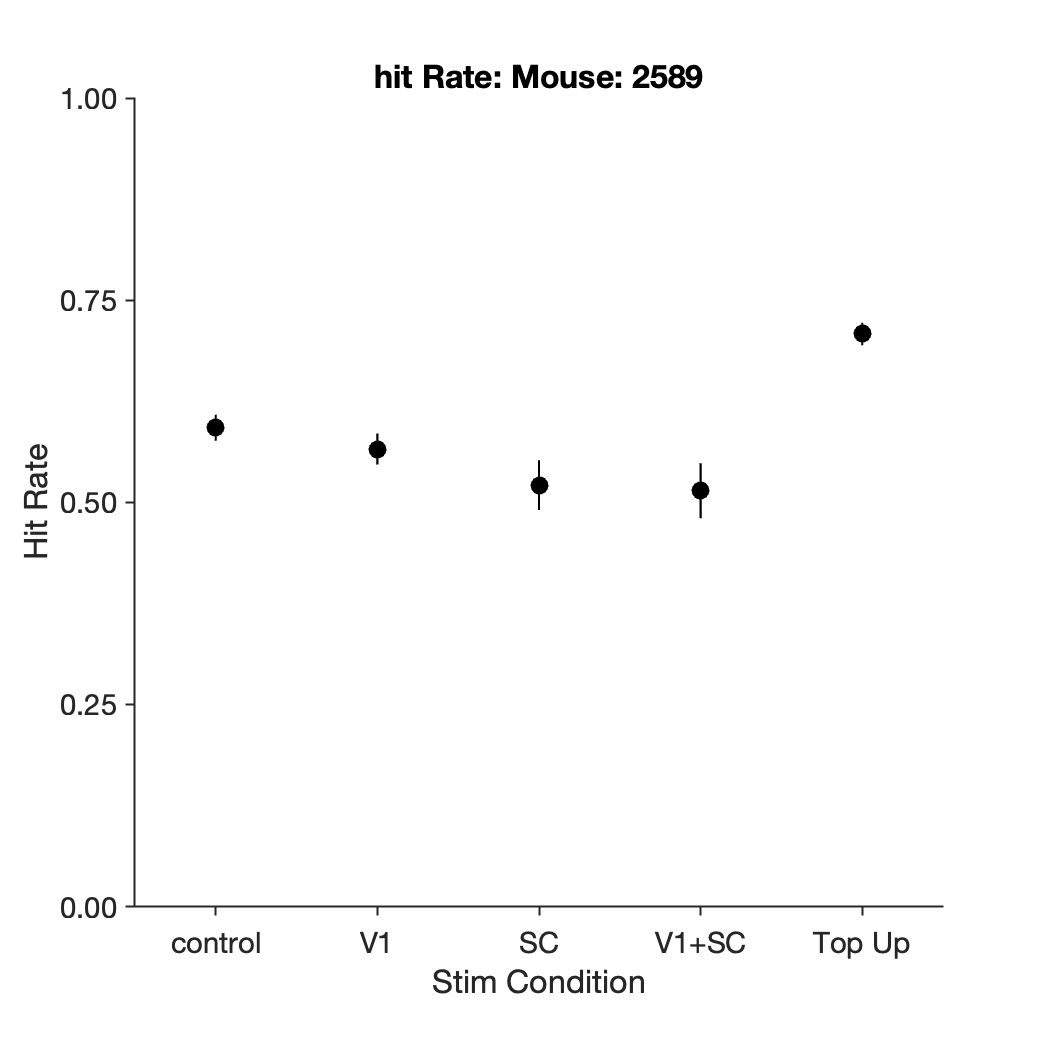 hit Rate: Mouse: 2589
1.00
0.75
0.50
0.25
0.00
Hit Rate
control V1 SC V1+SC Top Up
Stim Condition